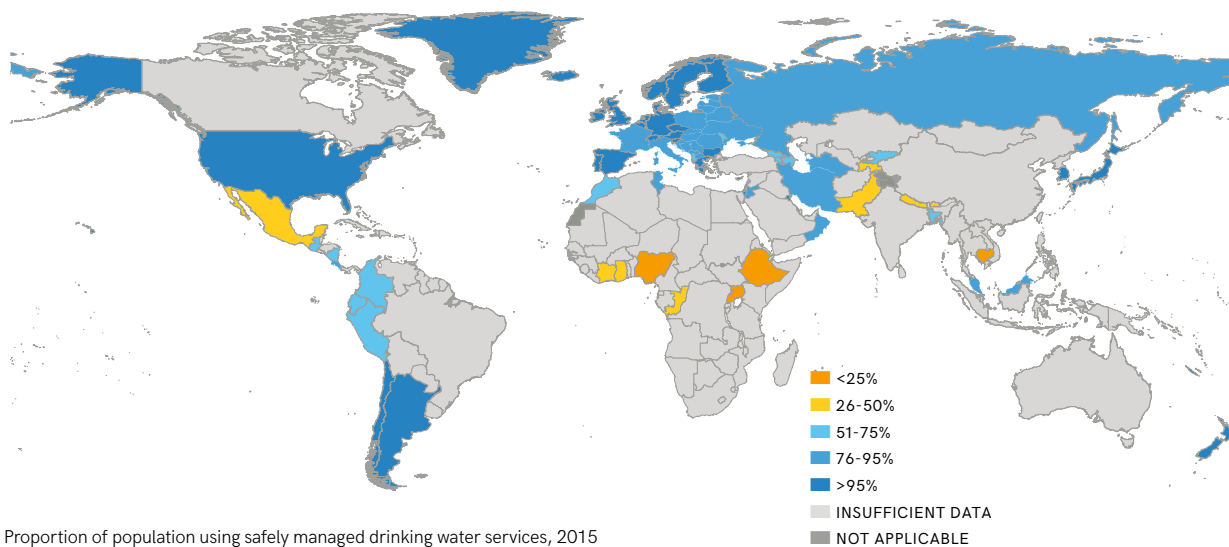 <25%
26-50%
51-75%
76-95%
>95%
INSUFFICIENT DATA
NOT APPLICABLE
Proportion of population using safely managed drinking water services, 2015